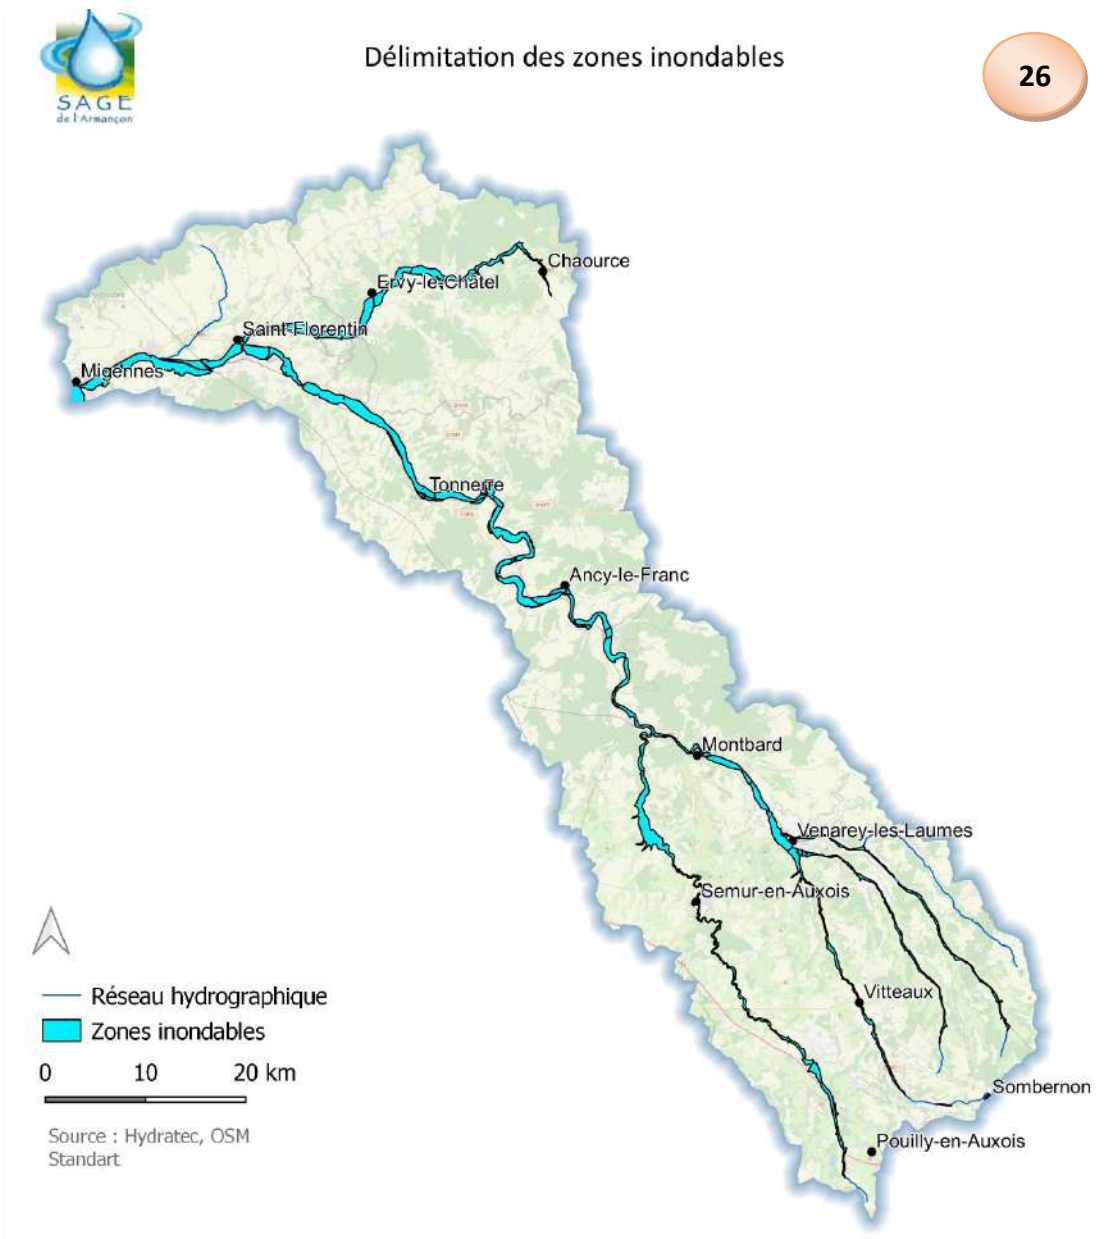 SAGE
de l'Armançon
Délimitation des zones inondables
26
Chaource
Ervy-le-Châtel
Saint-Florentin
Migennes
Tonnerre
Ancy-le-Franc
Montbard
Venarey-les-Laumes
Semur-en-Auxois
Vitteaux
Sombernon
Pouilly-en-Auxois
Réseau hydrographique
Zones inondables
0 10 20 km
Source : Hydratec, OSM
Standart